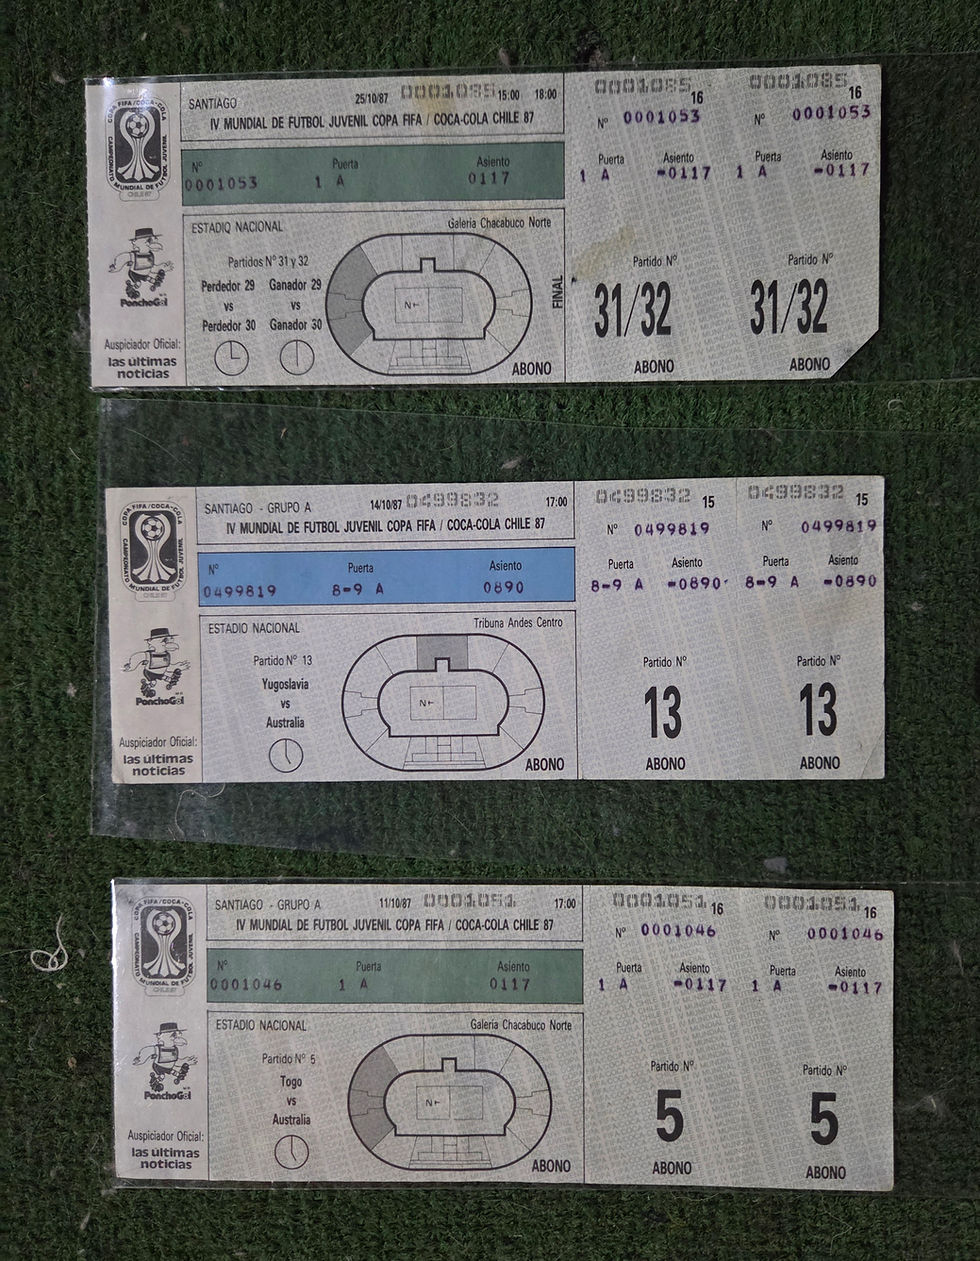 COPA FIFA/COCA-COLA
CAMPEONATO MUNDIAL DE FUTBOL JUVENIL
CHILE 87
PonchoGol
Auspiciador Oficial:
las últimas
noticias
SANTIAGO 25/10/87 0001085 15:00 18:00
IV MUNDIAL DE FUTBOL JUVENIL COPA FIFA / COCA-COLA CHILE 87
Nº Puerta Asiento
0001053 1 A 0117
ESTADIO NACIONAL Galería Chacabuco Norte
Partidos Nº 31 y 32
Perdedor 29 Ganador 29
vs vs
Perdedor 30 Ganador 30
N
FINAL
ABONO
0001085 16
Nº 0001053
Puerta Asiento
1 A -0117
Partido Nº
31/32
ABONO
0001085 16
Nº 0001053
Puerta Asiento
1 A -0117
Partido Nº
31/32
ABONO
COPA FIFA/COCA-COLA
CAMPEONATO MUNDIAL DE FUTBOL JUVENIL
CHILE 87
PonchoGol
Auspiciador Oficial:
las últimas
noticias
SANTIAGO - GRUPO A 14/10/87 0499832 17:00
IV MUNDIAL DE FUTBOL JUVENIL COPA FIFA / COCA-COLA CHILE 87
Nº Puerta Asiento
0499819 8-9 A 0890
ESTADIO NACIONAL Tribuna Andes Centro
Partido Nº 13
Yugoslavia
vs
Australia
N
ABONO
0499832 15
Nº 0499819
Puerta Asiento
8-9 A -0890
Partido Nº
13
ABONO
0499832 15
Nº 0499819
Puerta Asiento
8-9 A -0890
Partido Nº
13
ABONO
COPA FIFA/COCA-COLA
CAMPEONATO MUNDIAL DE FUTBOL JUVENIL
CHILE 87
PonchoGol
Auspiciador Oficial:
las últimas
noticias
SANTIAGO - GRUPO A 11/10/87 0001051 17:00
IV MUNDIAL DE FUTBOL JUVENIL COPA FIFA / COCA-COLA CHILE 87
Nº Puerta Asiento
0001046 1 A 0117
ESTADIO NACIONAL Galería Chacabuco Norte
Partido Nº 5
Togo
vs
Australia
N
ABONO
0001051 16
Nº 0001046
Puerta Asiento
1 A -0117
Partido Nº
5
ABONO
0001051 16
Nº 0001046
Puerta Asiento
1 A -0117
Partido Nº
5
ABONO